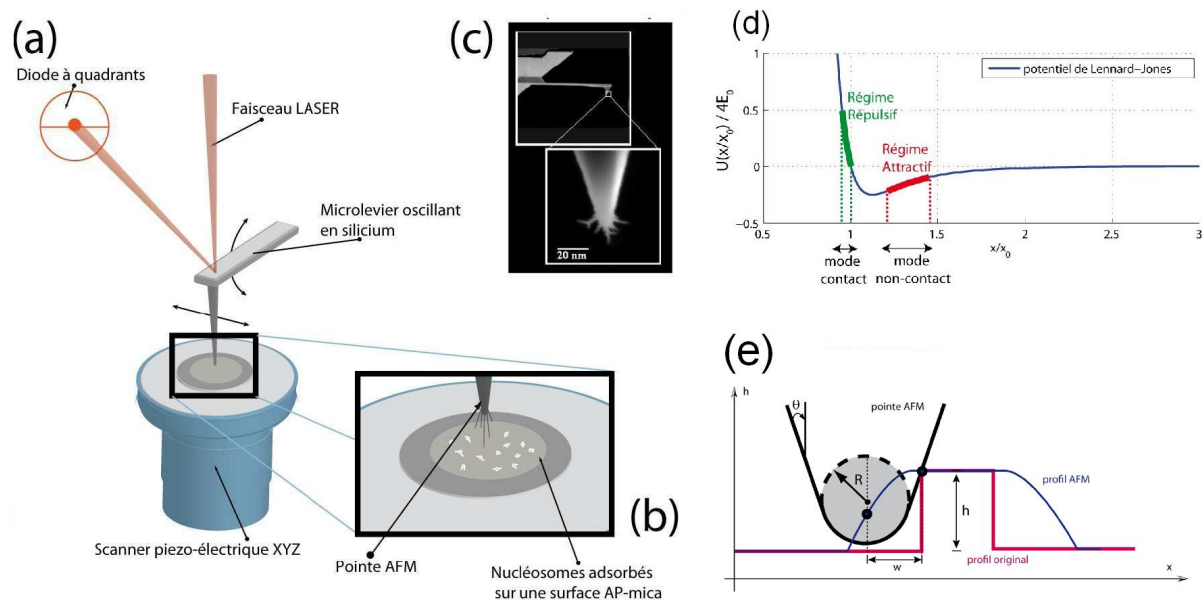 (a)
Diode à quadrants
Faisceau LASER
Microlevier oscillant
en silicium
Scanner piezo-électrique XYZ
(b)
Pointe AFM
Nucléosomes adsorbés
sur une surface AP-mica
(c)
20 nm
(d)
potentiel de Lennard–Jones
U(x/x₀) / 4E₀
1
0.5
0
−0.5
Régime
Répulsif
Régime
Attractif
0.5
1
1.5
2
2.5
3
x/x₀
mode
contact
mode
non-contact
(e)
h
θ
pointe AFM
R
profil AFM
h
profil original
w
x